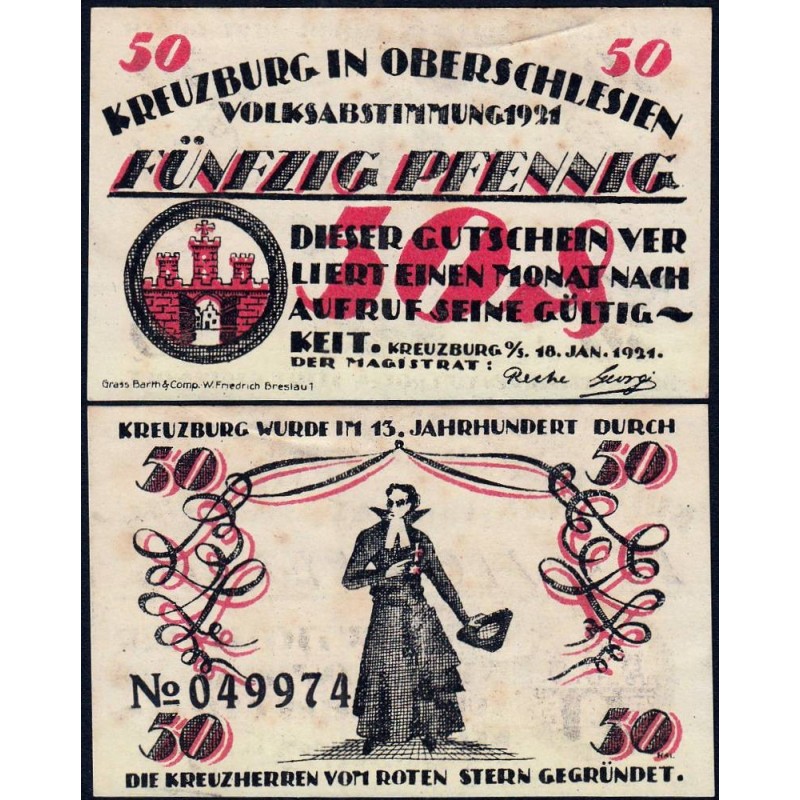 50 50
KREUZBURG IN OBERSCHLESIEN
VOLKSABSTIMMUNG 1921
FÜNFZIG PFENNIG
50
DIESER GUTSCHEIN VER
LIERT EINEN MONAT NACH
AUFRUF SEINE GÜLTIG~
KEIT. KREUZBURG O/S. 18. JAN. 1921.
DER MAGISTRAT: Reche Georgi
Grass Barth & Comp. W. Friedrich Breslau 1
KREUZBURG WURDE IM 13. JAHRHUNDERT DURCH
50 50
No 049974
50 50
DIE KREUZHERREN VOM ROTEN STERN GEGRÜNDET.